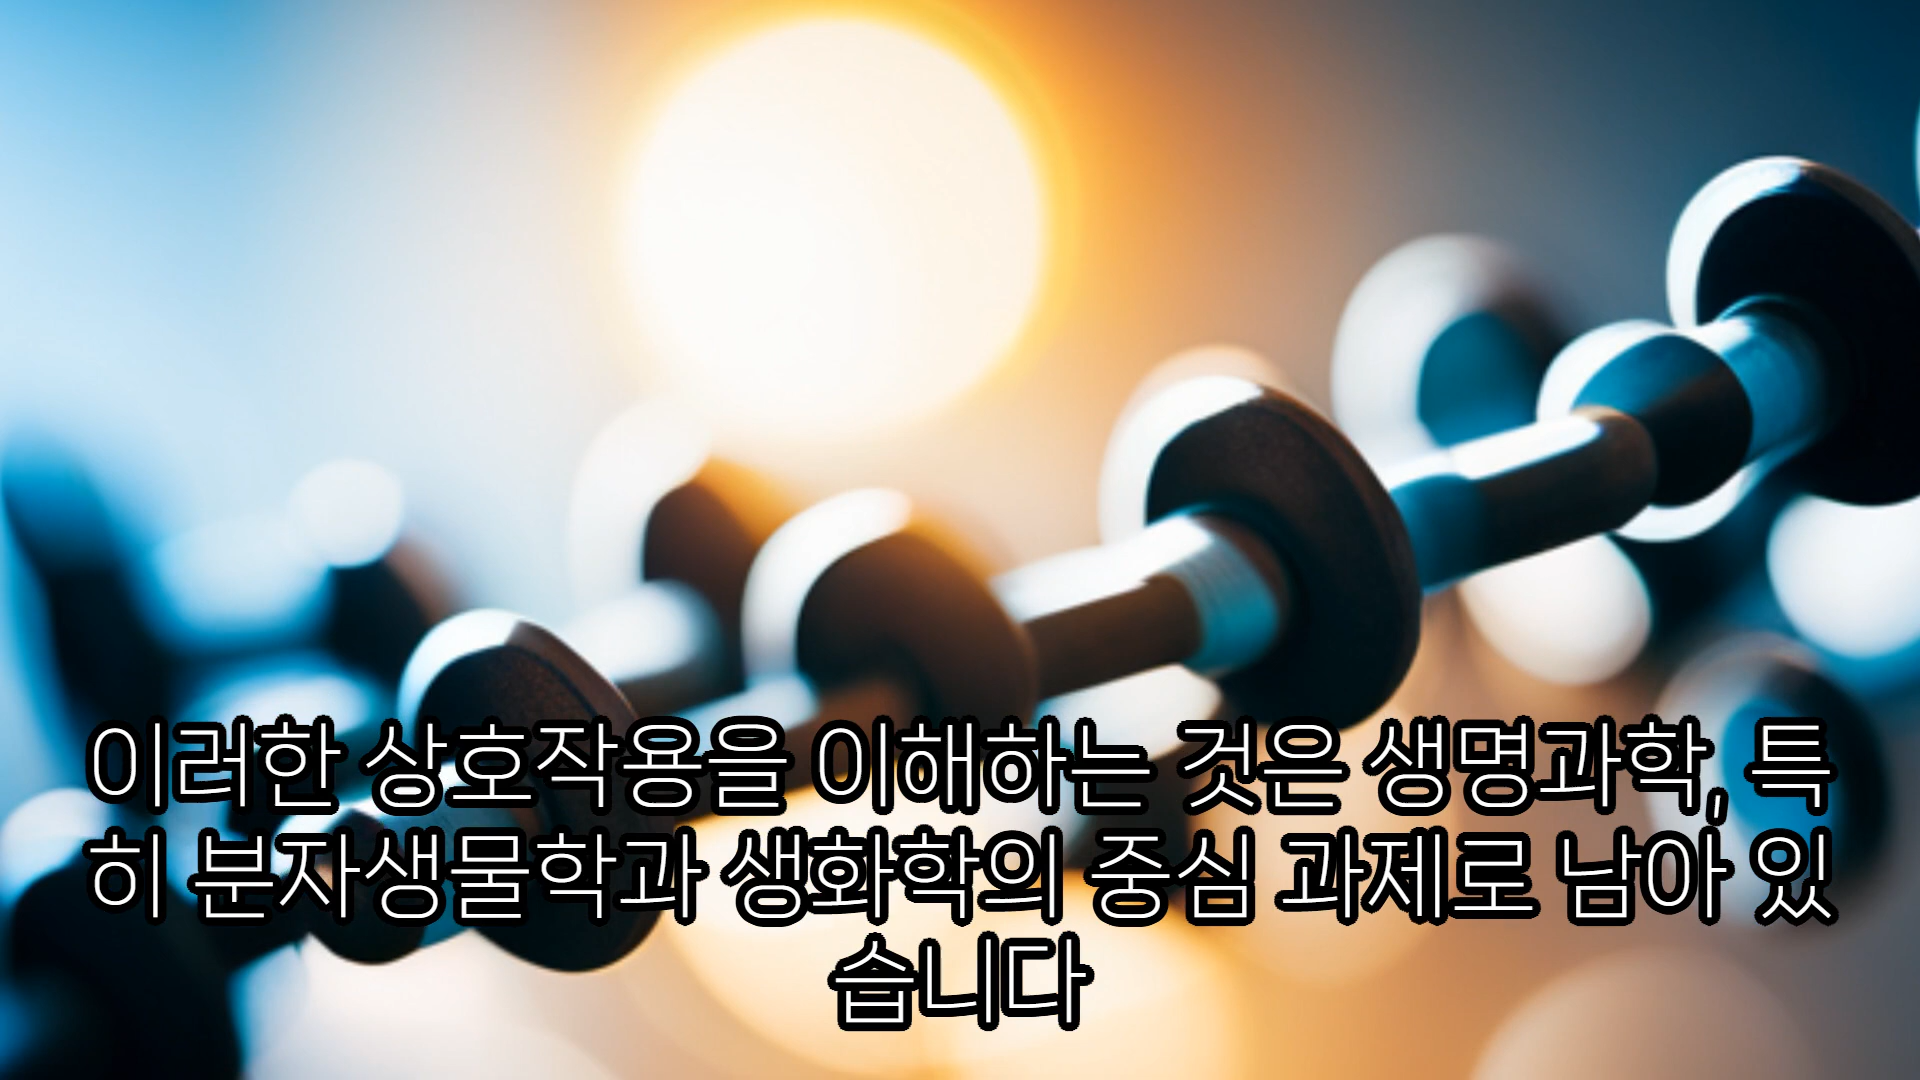 이러한 상호작용을 이해하는 것은 생명과학, 특
히 분자생물학과 생화학의 중심 과제로 남아 있
습니다